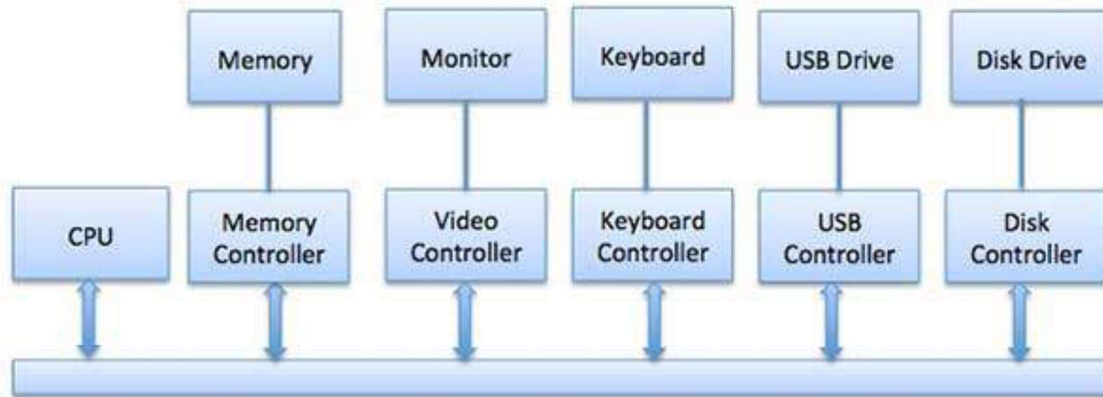 Memory
Monitor
Keyboard
USB Drive
Disk Drive
CPU
Memory
Controller
Video
Controller
Keyboard
Controller
USB
Controller
Disk
Controller